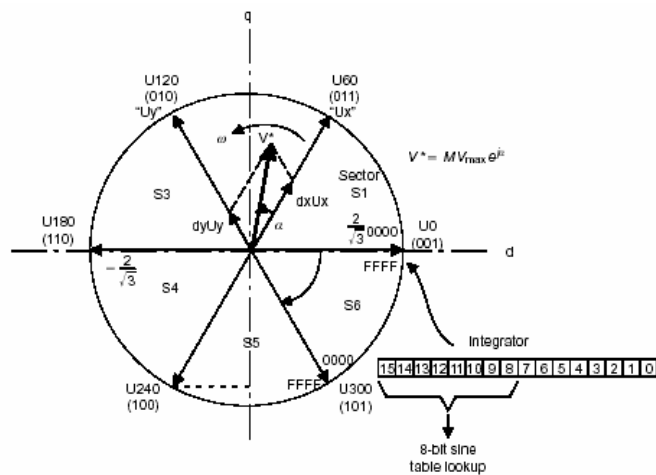 q
U120
(010)
"Uy"
U60
(011)
"Ux"
ω
V*
V* = MVmax e^jα
Sector
S1
S3
dxUx
dyUy
α
U180
(110)
2/√3
0000
U0
(001)
d
-2/√3
FFFF
S4
S6
S5
Integrator
0000
FFFF
U240
(100)
U300
(101)
15 14 13 12 11 10 9 8 7 6 5 4 3 2 1 0
8-bit sine
table lookup